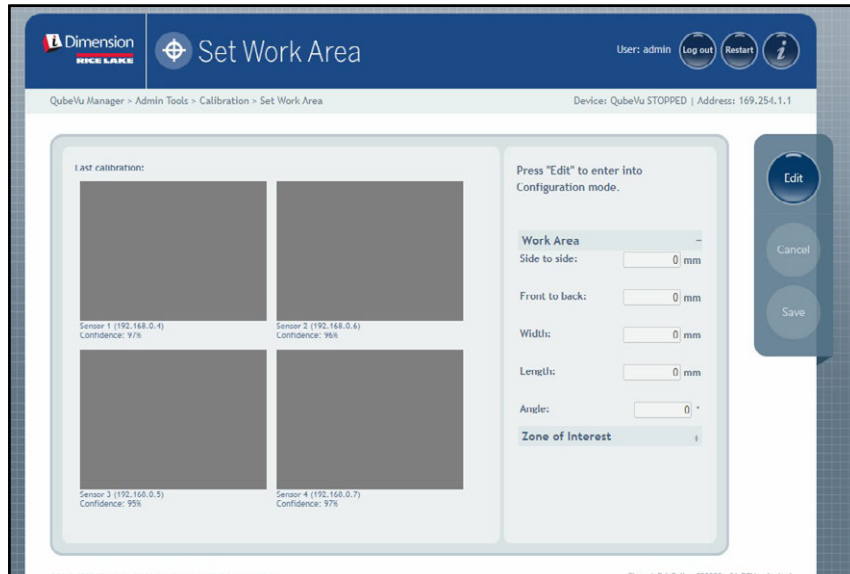 iDimension
RICE LAKE
Set Work Area
User: admin
Log out
Restart
i
QubeVu Manager > Admin Tools > Calibration > Set Work Area
Device: QubeVu STOPPED | Address: 169.254.1.1
Last calibration:
Sensor 1 (192.168.0.4)
Confidence: 97%
Sensor 2 (192.168.0.6)
Confidence: 96%
Sensor 3 (192.168.0.5)
Confidence: 95%
Sensor 4 (192.168.0.7)
Confidence: 97%
Press "Edit" to enter into
Configuration mode.
Work Area −
Side to side: 0 mm
Front to back: 0 mm
Width: 0 mm
Length: 0 mm
Angle: 0 °
Zone of Interest +
Edit
Cancel
Save